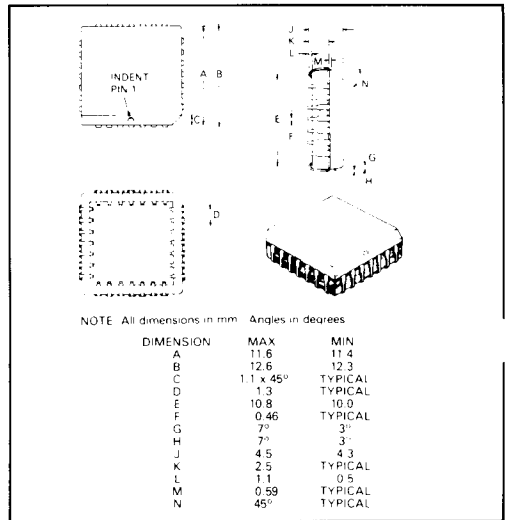 J
K
L
M
INDENT
PIN 1
A B
N
C
E
F
G
H
D
NOTE All dimensions in mm Angles in degrees
DIMENSION MAX MIN
A 11.6 11.4
B 12.6 12.3
C 1.1 x 45° TYPICAL
D 1.3 TYPICAL
E 10.8 10.0
F 0.46 TYPICAL
G 7° 3°
H 7° 3°
J 4.5 4.3
K 2.5 TYPICAL
L 1.1 0.5
M 0.59 TYPICAL
N 45° TYPICAL